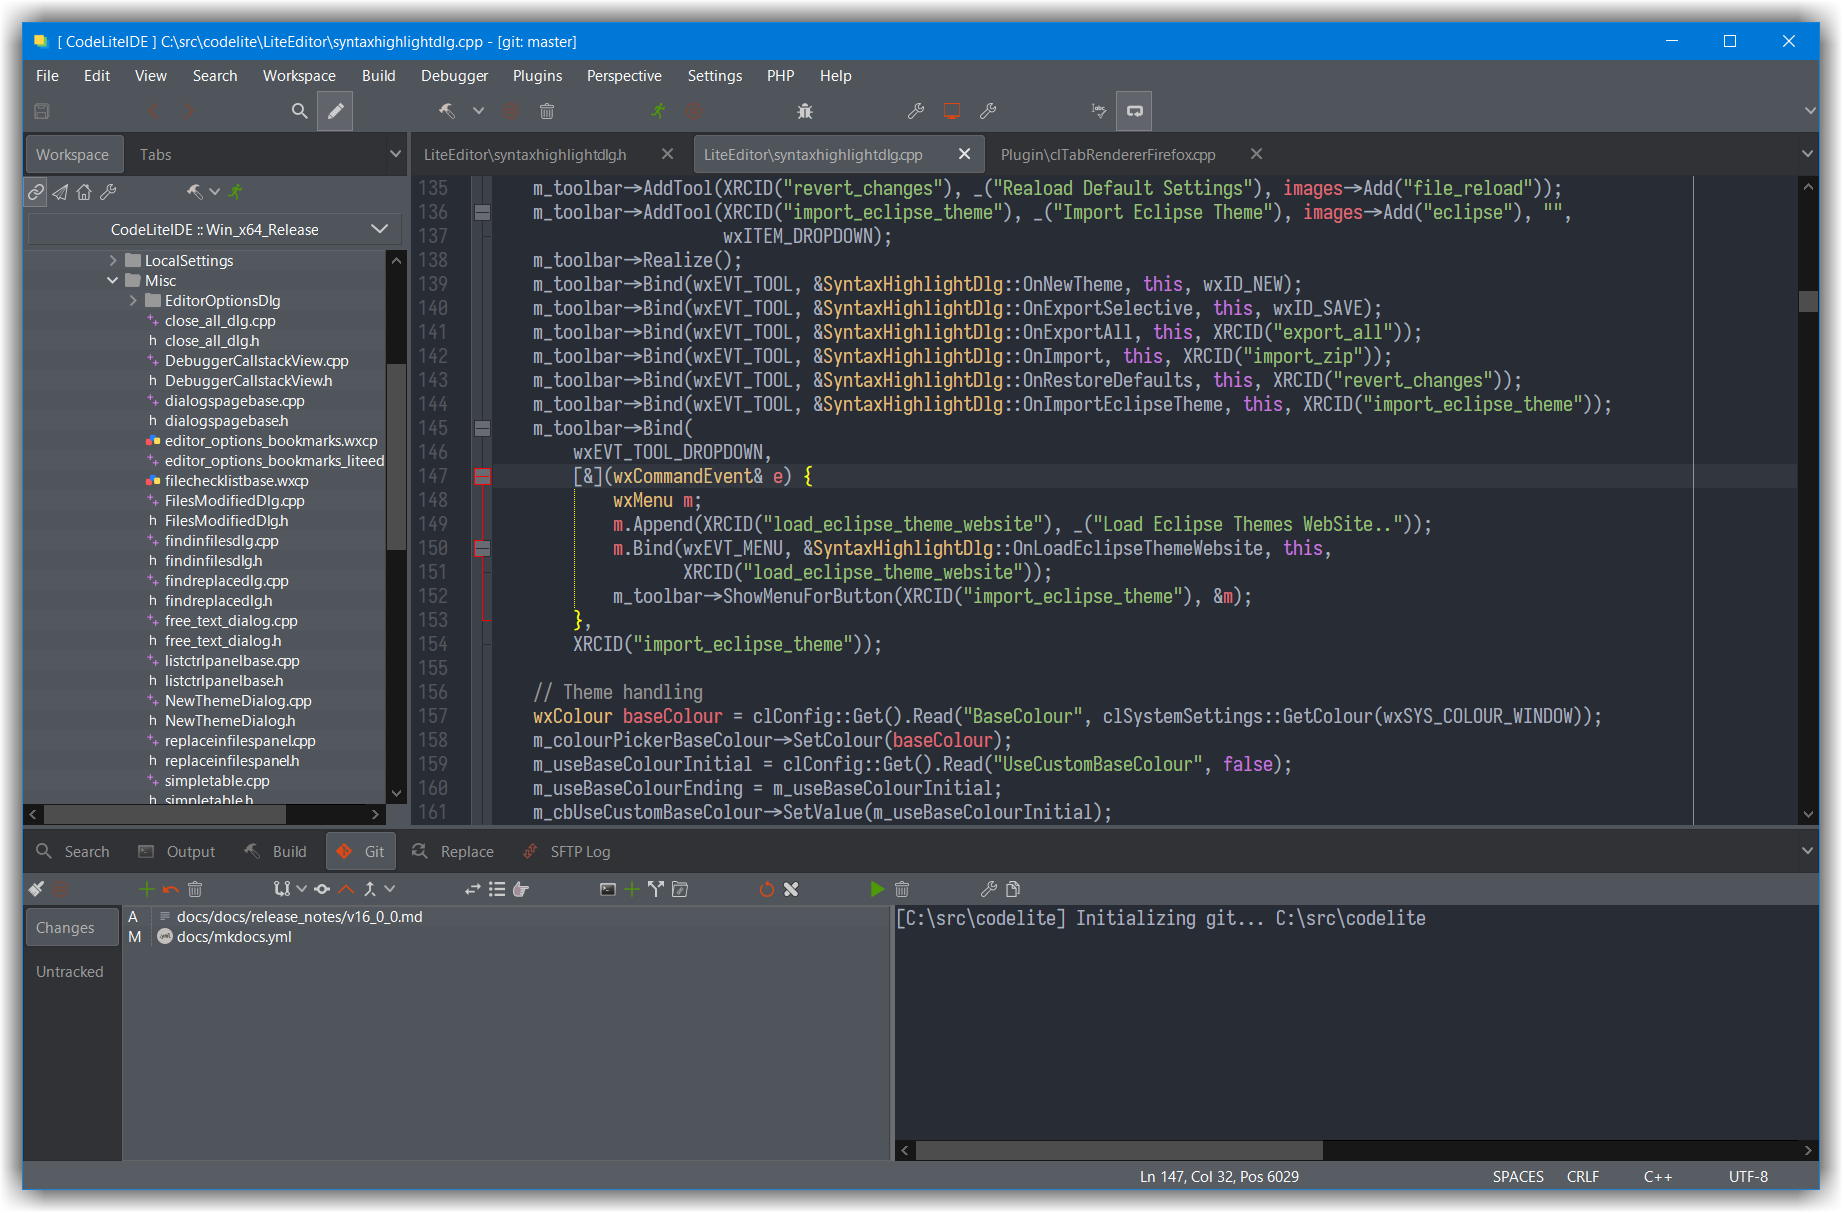 [ CodeLiteIDE ] C:\src\codelite\LiteEditor\syntaxhighlightdlg.cpp - [git: master]
File Edit View Search Workspace Build Debugger Plugins Perspective Settings PHP Help
Workspace Tabs
LiteEditor\syntaxhighlightdlg.h LiteEditor\syntaxhighlightdlg.cpp Plugin\clTabRendererFirefox.cpp
CodeLiteIDE :: Win_x64_Release
LocalSettings
Misc
EditorOptionsDlg
close_all_dlg.cpp
h close_all_dlg.h
DebuggerCallstackView.cpp
h DebuggerCallstackView.h
dialogspagebase.cpp
h dialogspagebase.h
editor_options_bookmarks.wxcp
editor_options_bookmarks_liteed
filechecklistbase.wxcp
FilesModifiedDlg.cpp
h FilesModifiedDlg.h
findinfilesdlg.cpp
h findinfilesdlg.h
findreplacedlg.cpp
h findreplacedlg.h
free_text_dialog.cpp
h free_text_dialog.h
listctrlpanelbase.cpp
h listctrlpanelbase.h
NewThemeDialog.cpp
h NewThemeDialog.h
replaceinfilespanel.cpp
h replaceinfilespanel.h
simpletable.cpp
h simpletable.h
135 m_toolbar->AddTool(XRCID("revert_changes"), _("Reaload Default Settings"), images->Add("file_reload"));
136 m_toolbar->AddTool(XRCID("import_eclipse_theme"), _("Import Eclipse Theme"), images->Add("eclipse"), "",
137 wxITEM_DROPDOWN);
138 m_toolbar->Realize();
139 m_toolbar->Bind(wxEVT_TOOL, &SyntaxHighlightDlg::OnNewTheme, this, wxID_NEW);
140 m_toolbar->Bind(wxEVT_TOOL, &SyntaxHighlightDlg::OnExportSelective, this, wxID_SAVE);
141 m_toolbar->Bind(wxEVT_TOOL, &SyntaxHighlightDlg::OnExportAll, this, XRCID("export_all"));
142 m_toolbar->Bind(wxEVT_TOOL, &SyntaxHighlightDlg::OnImport, this, XRCID("import_zip"));
143 m_toolbar->Bind(wxEVT_TOOL, &SyntaxHighlightDlg::OnRestoreDefaults, this, XRCID("revert_changes"));
144 m_toolbar->Bind(wxEVT_TOOL, &SyntaxHighlightDlg::OnImportEclipseTheme, this, XRCID("import_eclipse_theme"));
145 m_toolbar->Bind(
146 wxEVT_TOOL_DROPDOWN,
147 [&](wxCommandEvent& e) {
148 wxMenu m;
149 m.Append(XRCID("load_eclipse_theme_website"), _("Load Eclipse Themes WebSite.."));
150 m.Bind(wxEVT_MENU, &SyntaxHighlightDlg::OnLoadEclipseThemeWebsite, this,
151 XRCID("load_eclipse_theme_website"));
152 m_toolbar->ShowMenuForButton(XRCID("import_eclipse_theme"), &m);
153 },
154 XRCID("import_eclipse_theme"));
155
156 // Theme handling
157 wxColour baseColour = clConfig::Get().Read("BaseColour", clSystemSettings::GetColour(wxSYS_COLOUR_WINDOW));
158 m_colourPickerBaseColour->SetColour(baseColour);
159 m_useBaseColourInitial = clConfig::Get().Read("UseCustomBaseColour", false);
160 m_useBaseColourEnding = m_useBaseColourInitial;
161 m_cbUseCustomBaseColour->SetValue(m_useBaseColourInitial);
Search Output Build Git Replace SFTP Log
Changes
Untracked
A docs/docs/release_notes/v16_0_0.md
M docs/mkdocs.yml
[C:\src\codelite] Initializing git... C:\src\codelite
Ln 147, Col 32, Pos 6029 SPACES CRLF C++ UTF-8